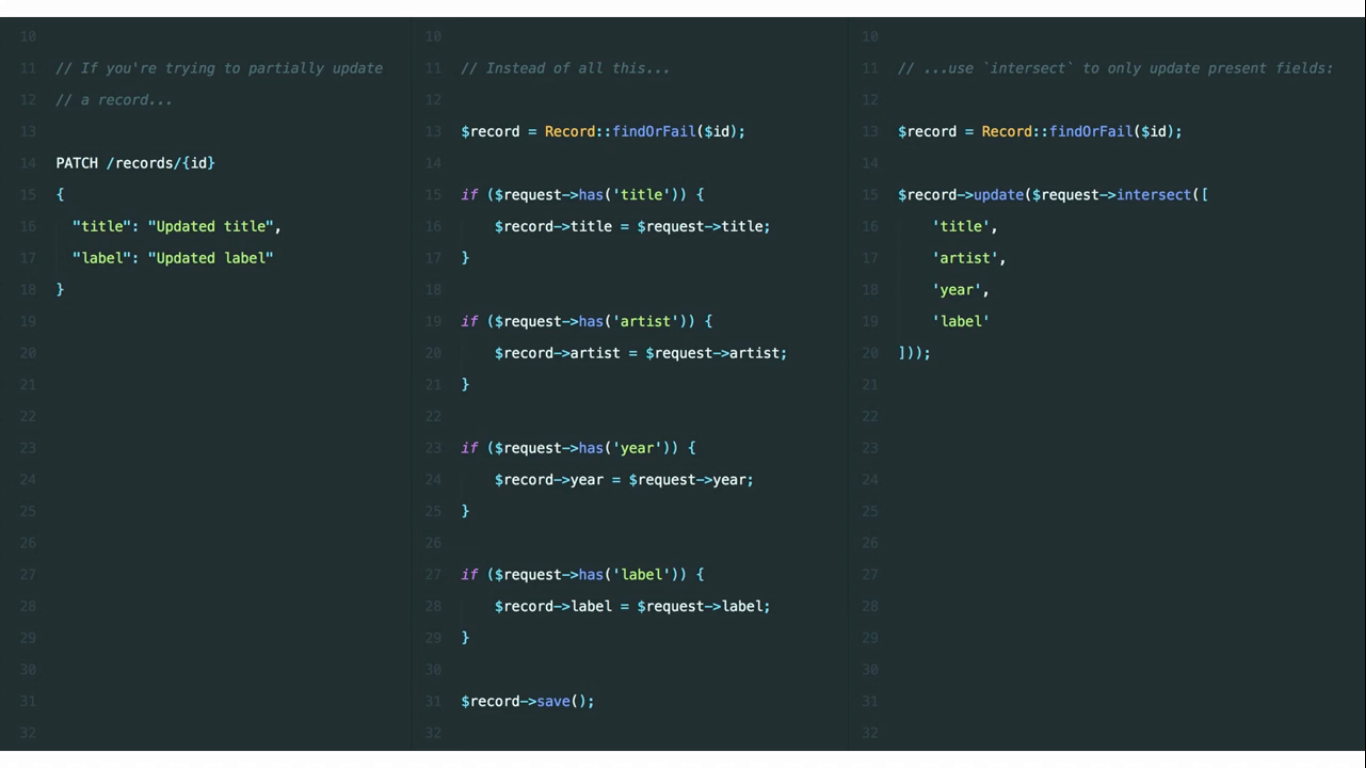 10
11 // If you're trying to partially update
12 // a record...
13
14 PATCH /records/{id}
15 {
16   "title": "Updated title",
17   "label": "Updated label"
18 }
19
20
21
22
23
24
25
26
27
28
29
30
31
32
10
11 // Instead of all this...
12
13 $record = Record::findOrFail($id);
14
15 if ($request->has('title')) {
16     $record->title = $request->title;
17 }
18
19 if ($request->has('artist')) {
20     $record->artist = $request->artist;
21 }
22
23 if ($request->has('year')) {
24     $record->year = $request->year;
25 }
26
27 if ($request->has('label')) {
28     $record->label = $request->label;
29 }
30
31 $record->save();
32
10
11 // ...use `intersect` to only update present fields:
12
13 $record = Record::findOrFail($id);
14
15 $record->update($request->intersect([
16     'title',
17     'artist',
18     'year',
19     'label'
20 ]));
21
22
23
24
25
26
27
28
29
30
31
32